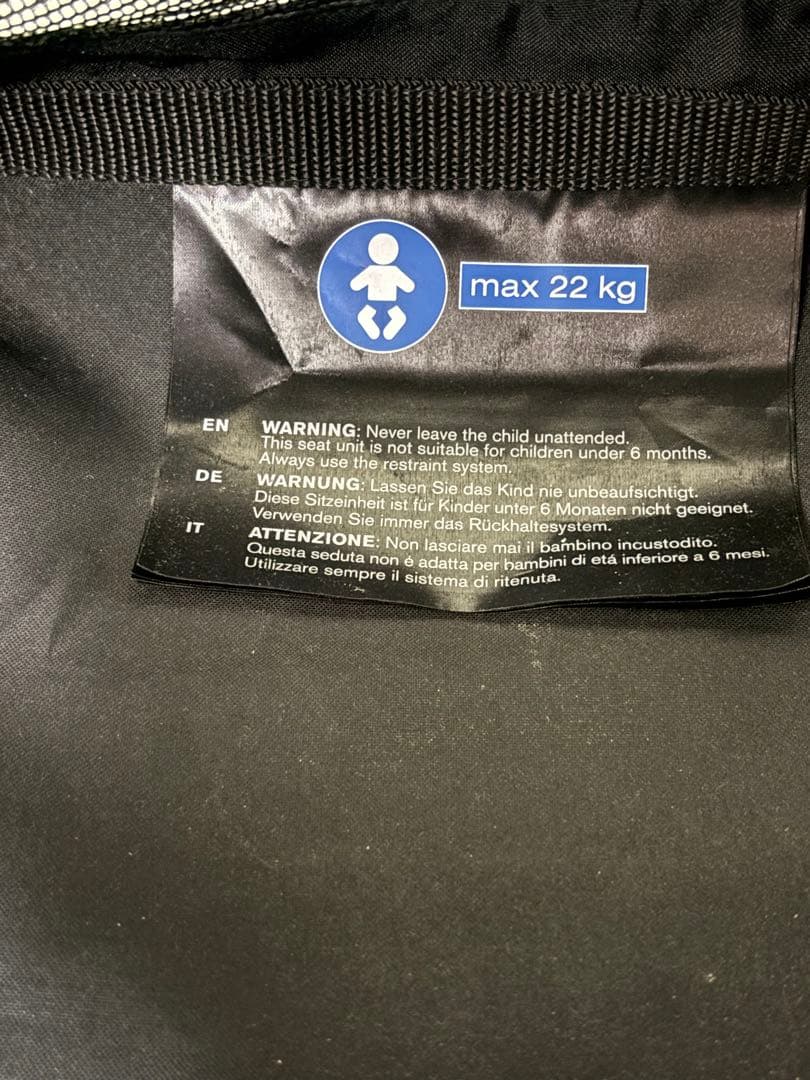 max 22 kg
EN WARNING: Never leave the child unattended.
This seat unit is not suitable for children under 6 months.
Always use the restraint system.
DE WARNUNG: Lassen Sie das Kind nie unbeaufsichtigt.
Diese Sitzeinheit ist für Kinder unter 6 Monaten nicht geeignet.
Verwenden Sie immer das Rückhaltesystem.
IT ATTENZIONE: Non lasciare mai il bambino incustodito.
Questa seduta non é adatta per bambini di etá inferiore a 6 mesi.
Utilizzare sempre il sistema di ritenuta.